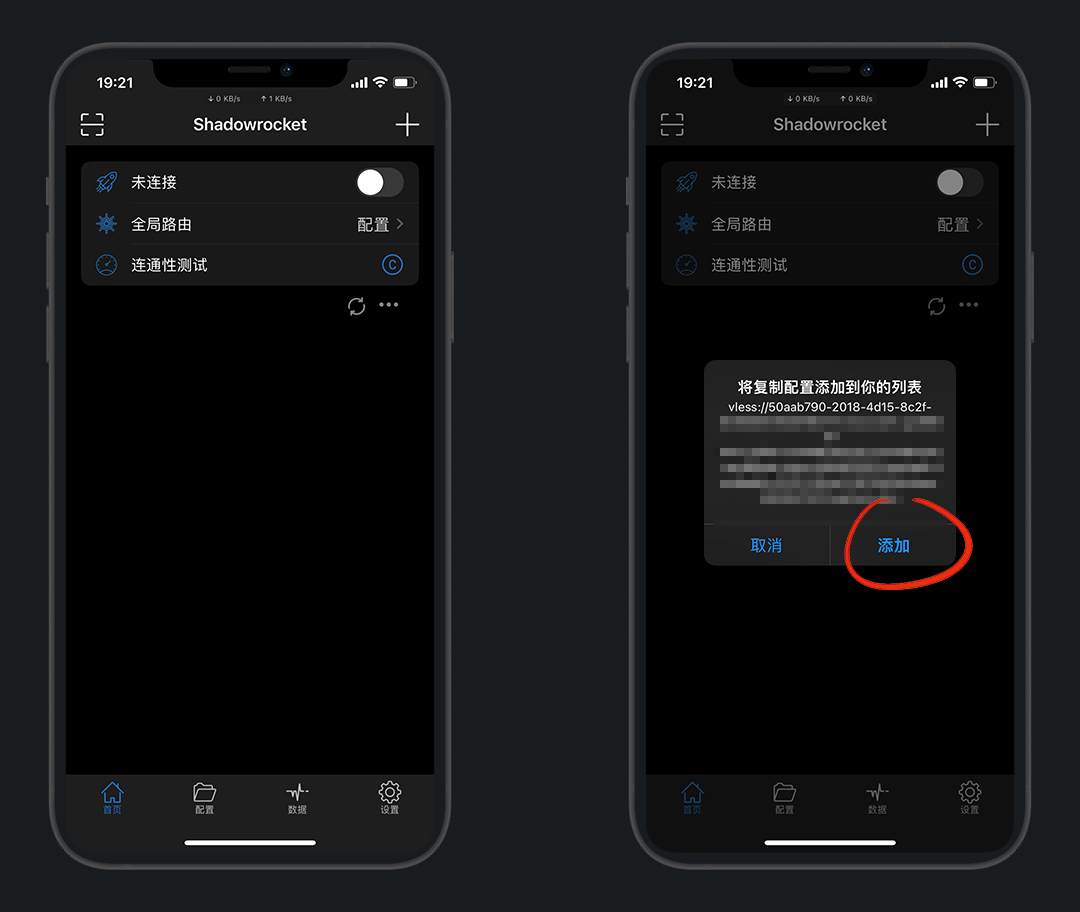 19:21
↓ 0 KB/s ↑ 1 KB/s
Shadowrocket
未连接
全局路由 配置
连通性测试 C
首页 配置 数据 设置
19:21
↓ 0 KB/s ↑ 0 KB/s
Shadowrocket
未连接
全局路由 配置
连通性测试 C
将复制配置添加到你的列表
vless://50aab790-2018-4d15-8c2f-
取消 添加
首页 配置 数据 设置